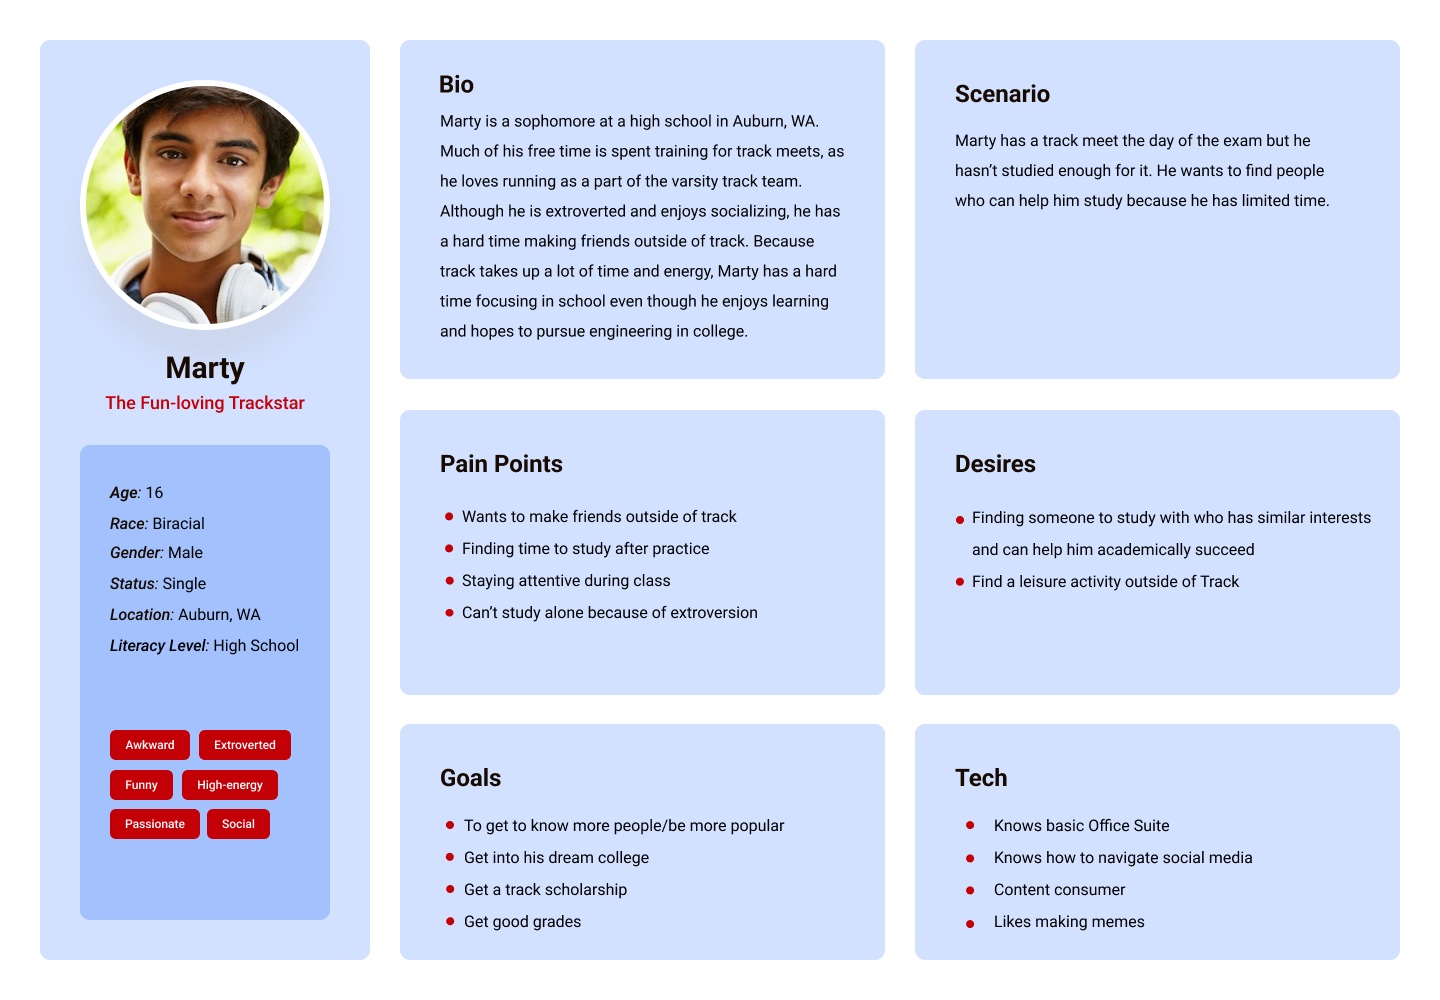 Marty
The Fun-loving Trackstar
Age: 16
Race: Biracial
Gender: Male
Status: Single
Location: Auburn, WA
Literacy Level: High School
Awkward
Extroverted
Funny
High-energy
Passionate
Social
Bio
Marty is a sophomore at a high school in Auburn, WA.
Much of his free time is spent training for track meets, as
he loves running as a part of the varsity track team.
Although he is extroverted and enjoys socializing, he has
a hard time making friends outside of track. Because
track takes up a lot of time and energy, Marty has a hard
time focusing in school even though he enjoys learning
and hopes to pursue engineering in college.
Scenario
Marty has a track meet the day of the exam but he
hasn’t studied enough for it. He wants to find people
who can help him study because he has limited time.
Pain Points
Wants to make friends outside of track
Finding time to study after practice
Staying attentive during class
Can’t study alone because of extroversion
Desires
Finding someone to study with who has similar interests
and can help him academically succeed
Find a leisure activity outside of Track
Goals
To get to know more people/be more popular
Get into his dream college
Get a track scholarship
Get good grades
Tech
Knows basic Office Suite
Knows how to navigate social media
Content consumer
Likes making memes